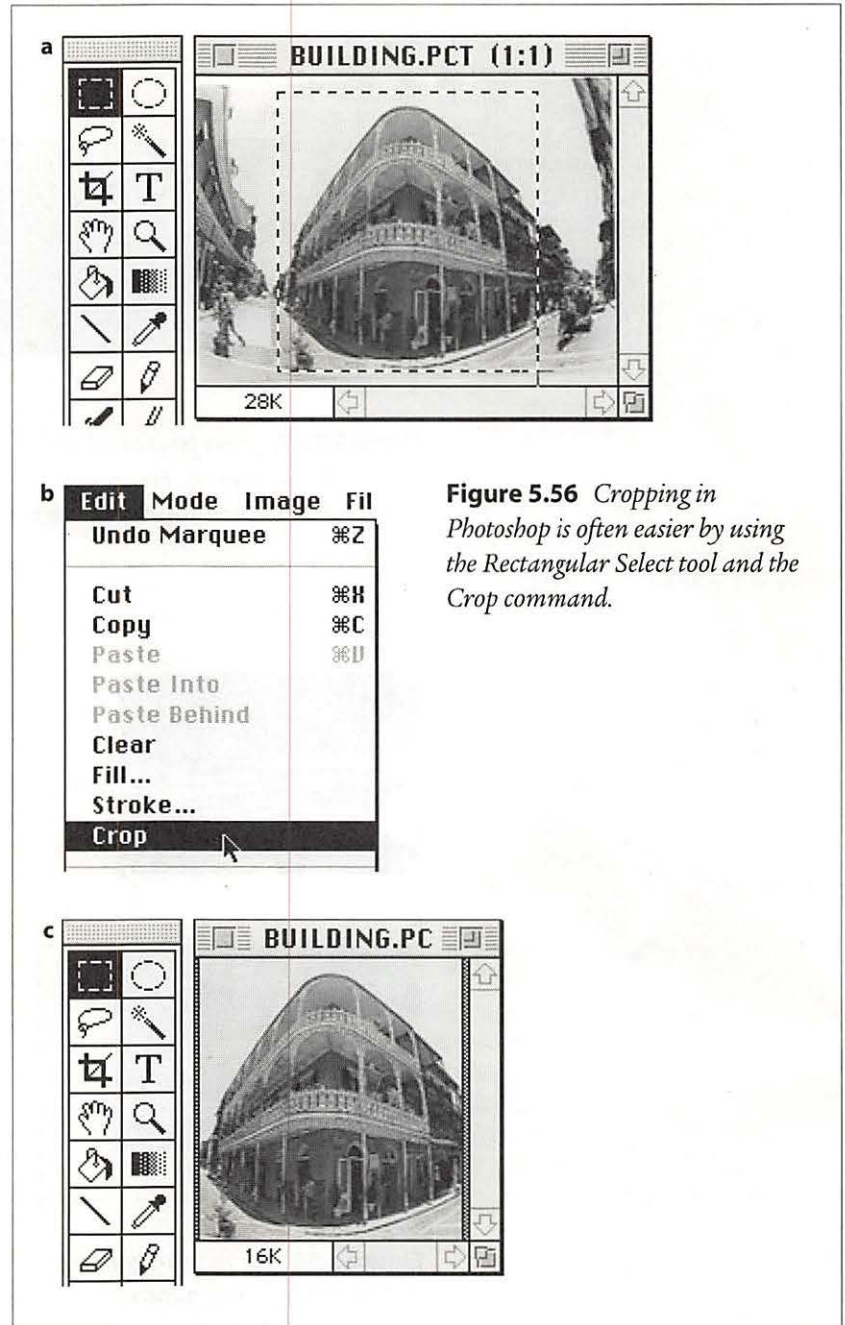 a
BUILDING.PCT (1:1)
T
28K
b
Edit Mode Image Fil
Undo Marquee ⌘Z
Cut ⌘X
Copy ⌘C
Paste ⌘V
Paste Into
Paste Behind
Clear
Fill...
Stroke...
Crop
Figure 5.56 Cropping in
Photoshop is often easier by using
the Rectangular Select tool and the
Crop command.
c
BUILDING.PC
T
16K